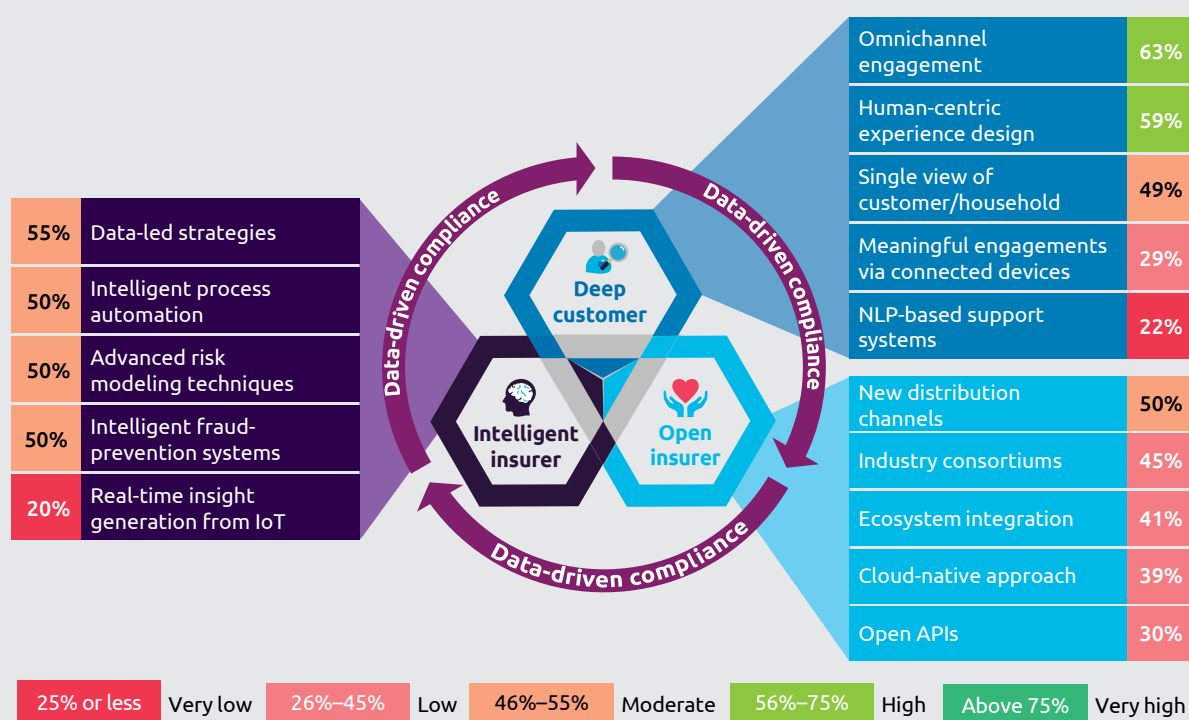 Omnichannel
engagement
63%
Human-centric
experience design
59%
Single view of
customer/household
49%
Meaningful engagements
via connected devices
29%
NLP-based support
systems
22%
55%
Data-led strategies
50%
Intelligent process
automation
50%
Advanced risk
modeling techniques
50%
Intelligent fraud-
prevention systems
20%
Real-time insight
generation from IoT
Data-driven compliance
Data-driven compliance
Data-driven compliance
Deep
customer
Intelligent
insurer
Open
insurer
New distribution
channels
50%
Industry consortiums
45%
Ecosystem integration
41%
Cloud-native approach
39%
Open APIs
30%
25% or less
Very low
26%–45%
Low
46%–55%
Moderate
56%–75%
High
Above 75%
Very high